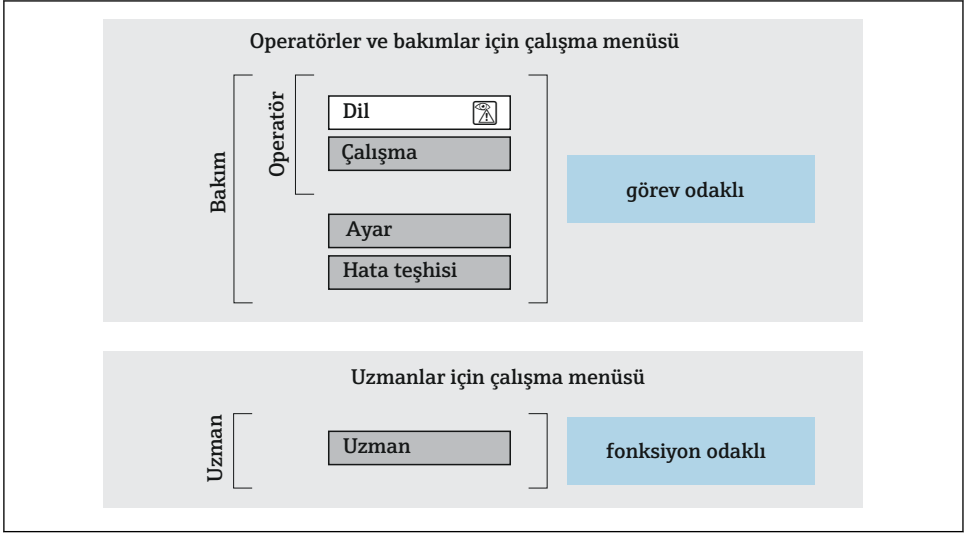 Operatörler ve bakımlar için çalışma menüsü
Bakım
Operatör
Dil
Çalışma
Ayar
Hata teşhisi
görev odaklı
Uzmanlar için çalışma menüsü
Uzman
Uzman
fonksiyon odaklı